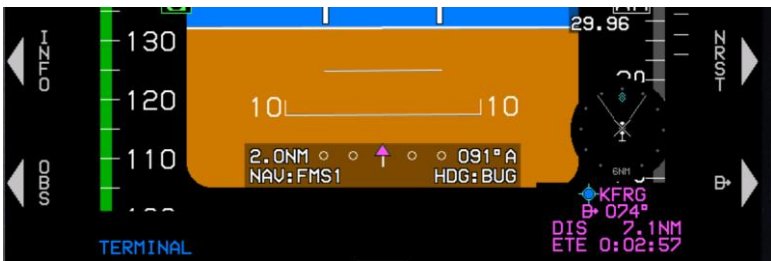 INFO
OBS
130
120
110
29.96
10 10
2.0NM 091°A
NAV:FMS1 HDG:BUG
6NM
KFRG
074°
DIS 7.1NM
ETE 0:02:57
TERMINAL
NRST
D